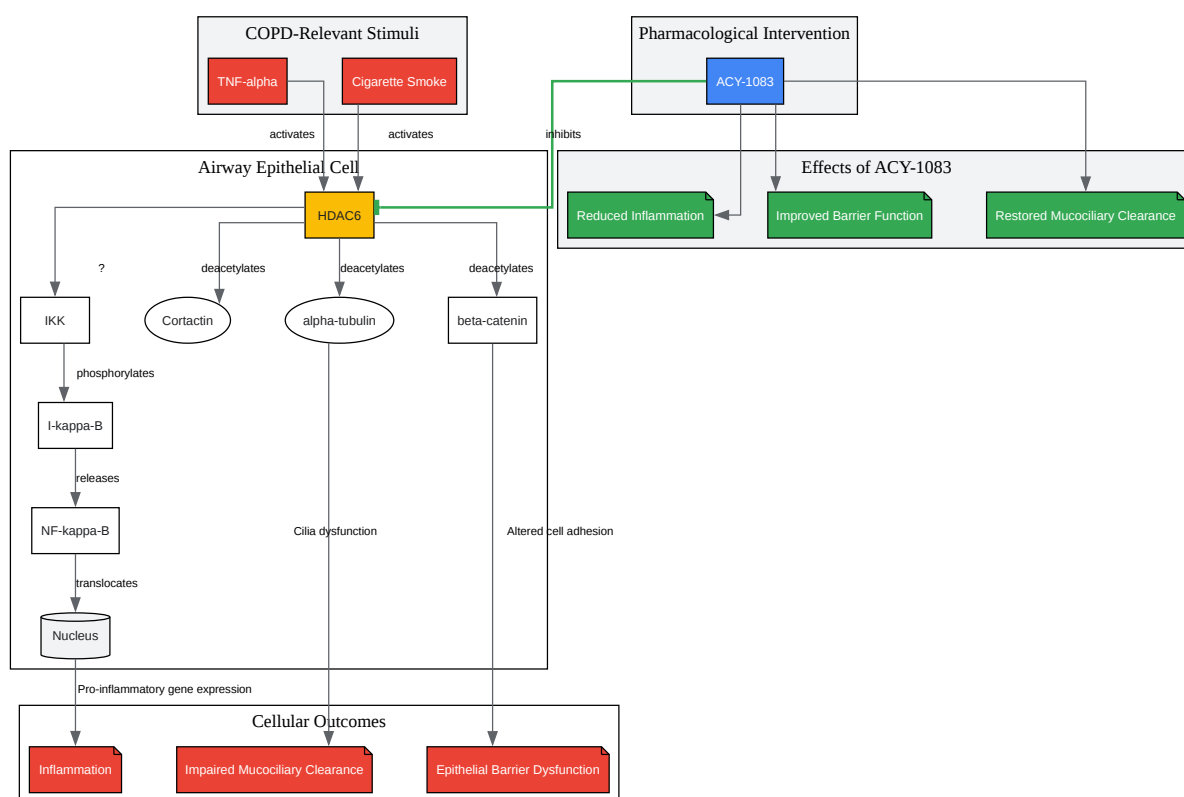 COPD-Relevant Stimuli
Pharmacological Intervention
TNF-alpha
Cigarette Smoke
ACY-1083
activates
activates
inhibits
Airway Epithelial Cell
Effects of ACY-1083
HDAC6
Reduced Inflammation
Improved Barrier Function
Restored Mucociliary Clearance
?
deacetylates
deacetylates
deacetylates
IKK
Cortactin
alpha-tubulin
beta-catenin
phosphorylates
I-kappa-B
releases
NF-kappa-B
Cilia dysfunction
Altered cell adhesion
translocates
Nucleus
Pro-inflammatory gene expression
Cellular Outcomes
Inflammation
Impaired Mucociliary Clearance
Epithelial Barrier Dysfunction